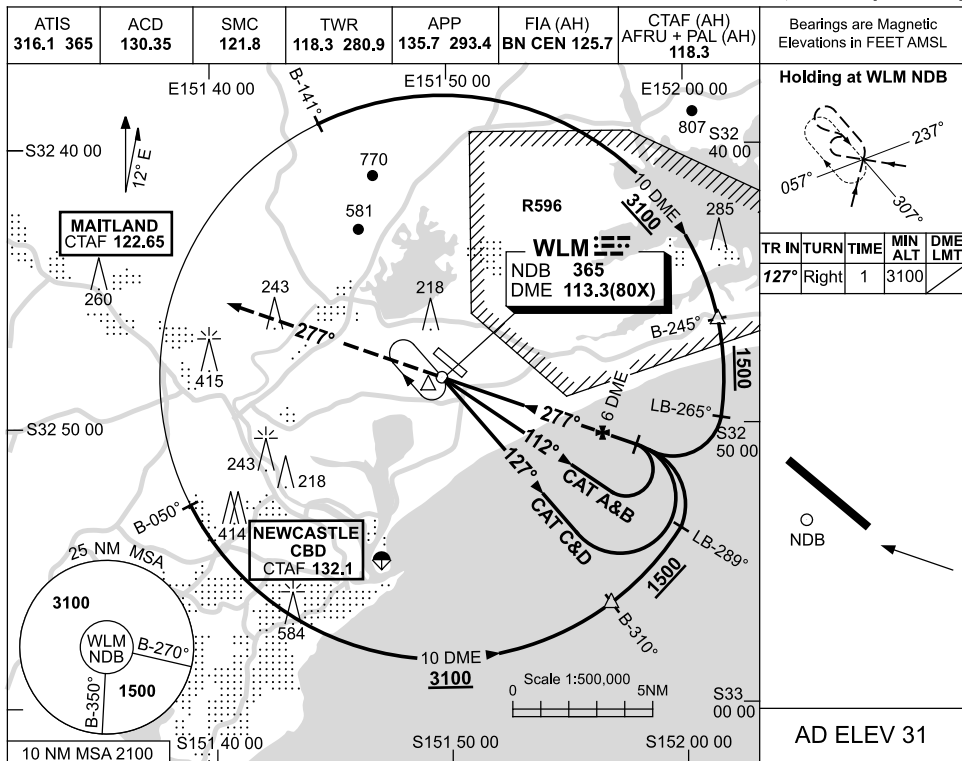 ATIS
316.1 365
ACD
130.35
SMC
121.8
TWR
118.3 280.9
APP
135.7 293.4
FIA (AH)
BN CEN 125.7
CTAF (AH)
AFRU + PAL (AH)
118.3
Bearings are Magnetic
Elevations in FEET AMSL
E151 40 00
B-141°
E151 50 00
E152 00 00
807
S32
40 00
S32 40 00
12° E
770
581
10 DME
3100
R596
285
MAITLAND
CTAF 122.65
260
WLM
NDB 365
DME 113.3(80X)
243
218
277°
B-245°
415
1500
277°
6 DME
LB-265°
S32
50 00
S32 50 00
112°
CAT A&B
127°
CAT C&D
243
218
B-050°
414
NEWCASTLE
CBD
CTAF 132.1
LB-289°
1500
25 NM MSA
3100
WLM
NDB
B-270°
B-350°
1500
584
B-310°
10 DME
3100
Scale 1:500,000
0
5NM
S33
00 00
10 NM MSA 2100
S151 40 00
S151 50 00
S152 00 00
Holding at WLM NDB
237°
057°
307°
TR IN TURN TIME MIN ALT DME LMT
127° Right 1 3100
NDB
AD ELEV 31